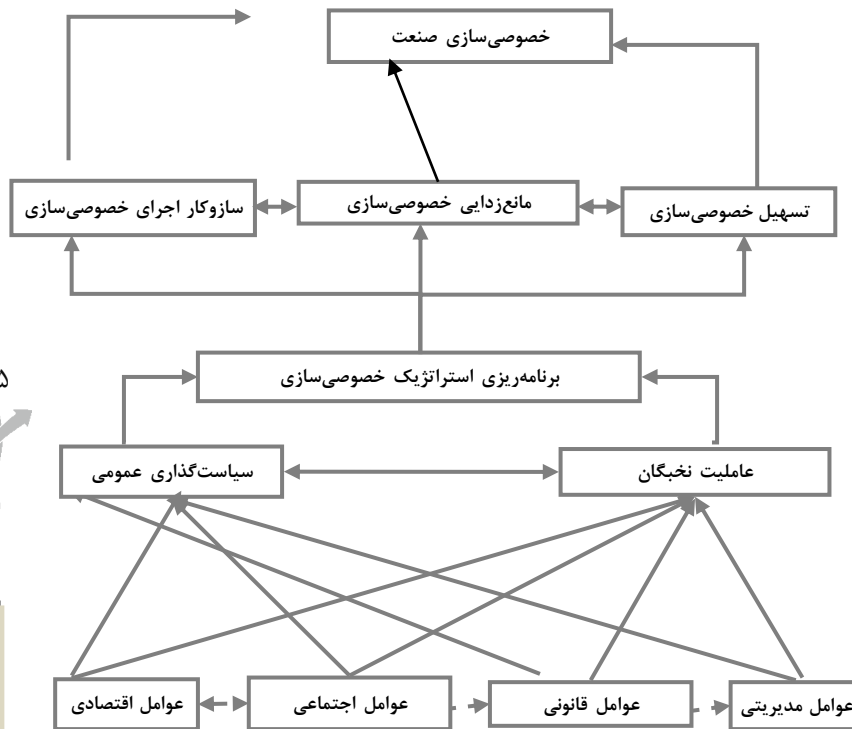 خصوصی‌سازی صنعت
تسهیل خصوصی‌سازی
مانع‌زدایی خصوصی‌سازی
سازوکار اجرای خصوصی‌سازی
برنامه‌ریزی استراتژیک خصوصی‌سازی
۵
عاملیت نخبگان
سیاست‌گذاری عمومی
عوامل مدیریتی
عوامل قانونی
عوامل اجتماعی
عوامل اقتصادی